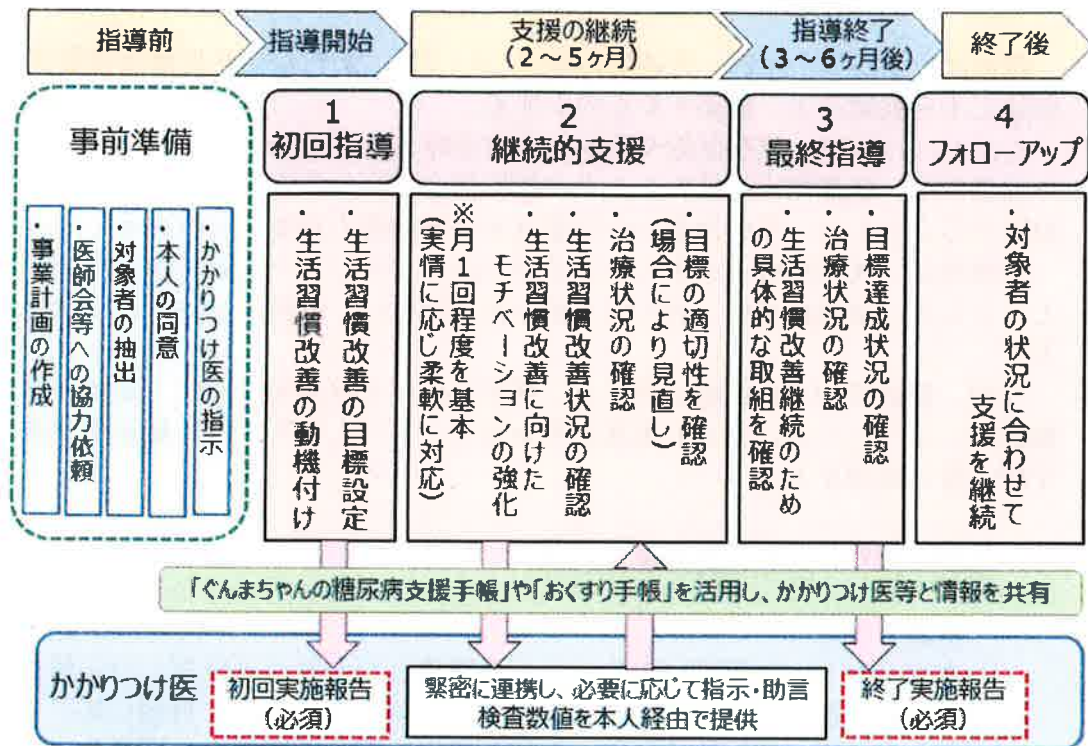 指導前
指導開始
支援の継続
(2～5ヶ月)
指導終了
(3～6ヶ月後)
終了後
事前準備
・事業計画の作成
・医師会等への協力依頼
・対象者の抽出
・本人の同意
・かかりつけ医の指示
1
初回指導
・生活習慣改善の目標設定
・生活習慣改善の動機付け
2
継続的支援
・目標の適切性を確認
(場合により見直し)
・治療状況の確認
・生活習慣改善状況の確認
・生活習慣改善に向けた
モチベーションの強化
※月1回程度を基本
(実情に応じ柔軟に対応)
3
最終指導
・目標達成状況の確認
・治療状況の確認
・生活習慣改善継続のため
の具体的な取組を確認
4
フォローアップ
・対象者の状況に合わせて
支援を継続
「ぐんまちゃんの糖尿病支援手帳」や「おくすり手帳」を活用し、かかりつけ医等と情報を共有
かかりつけ医
初回実施報告
(必須)
緊密に連携し、必要に応じて指示・助言
検査数値を本人経由で提供
終了実施報告
(必須)